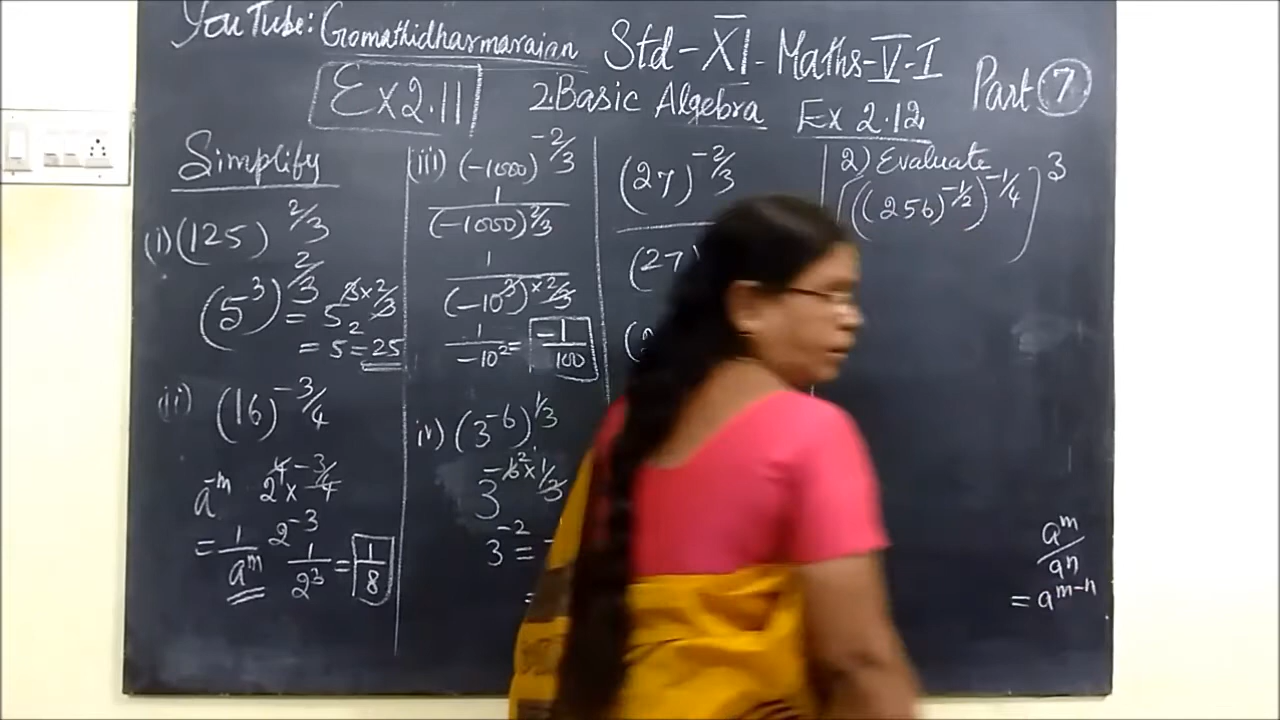 YouTube: Gomathidharmaraian
Std-XI-Maths-V-I
Part 7
Ex 2.11
2.Basic Algebra
Ex 2.12
Simplify
(i) (125)^2/3
(5^3)^2/3 = 5^3×2/3
= 5^2 = 25
(ii) (16)^-3/4
a^-m 2^4×-3/4
= 1/a^m 2^-3
1/2^3 = 1/8
iii) (-1000)^-2/3
1/(-1000)^2/3
1/(-10^3)^×2/3
1/-10^2 = -1/100
iv) (3^-6)^1/3
3^-6×1/3
3^-2 =
=
(27)^-2/3
(27)
2) Evaluate
[((256)^-1/2)^-1/4]^3
a^m/a^n
= a^m-n